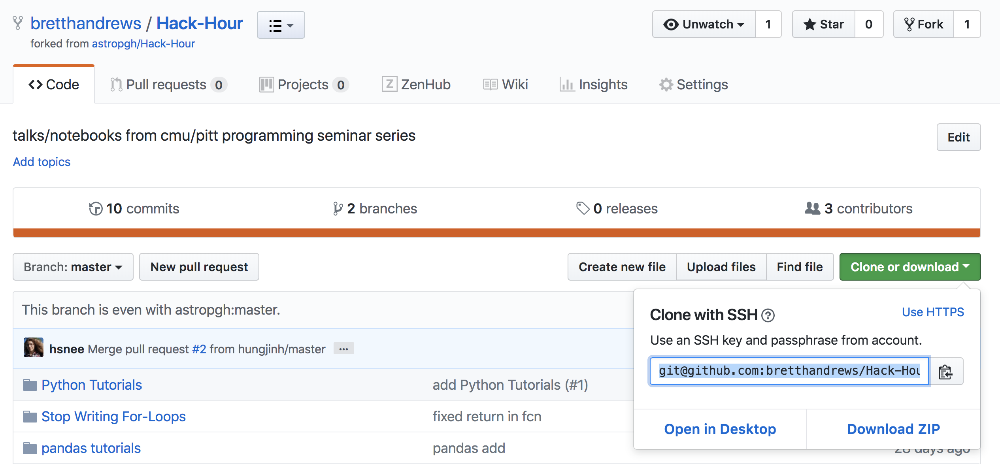 bretthandrews / Hack-Hour
Unwatch 1 Star 0 Fork 1
forked from astropgh/Hack-Hour
Code Pull requests 0 Projects 0 Z ZenHub Wiki Insights Settings
talks/notebooks from cmu/pitt programming seminar series
Edit
Add topics
10 commits 2 branches 0 releases 3 contributors
Branch: master New pull request Create new file Upload files Find file Clone or download
This branch is even with astropgh:master.
hsnee Merge pull request #2 from hungjinh/master ...
Python Tutorials add Python Tutorials (#1)
Stop Writing For-Loops fixed return in fcn
pandas tutorials pandas add
Clone with SSH ? Use HTTPS
Use an SSH key and passphrase from account.
git@github.com:bretthandrews/Hack-Hou
Open in Desktop Download ZIP
28 days ago